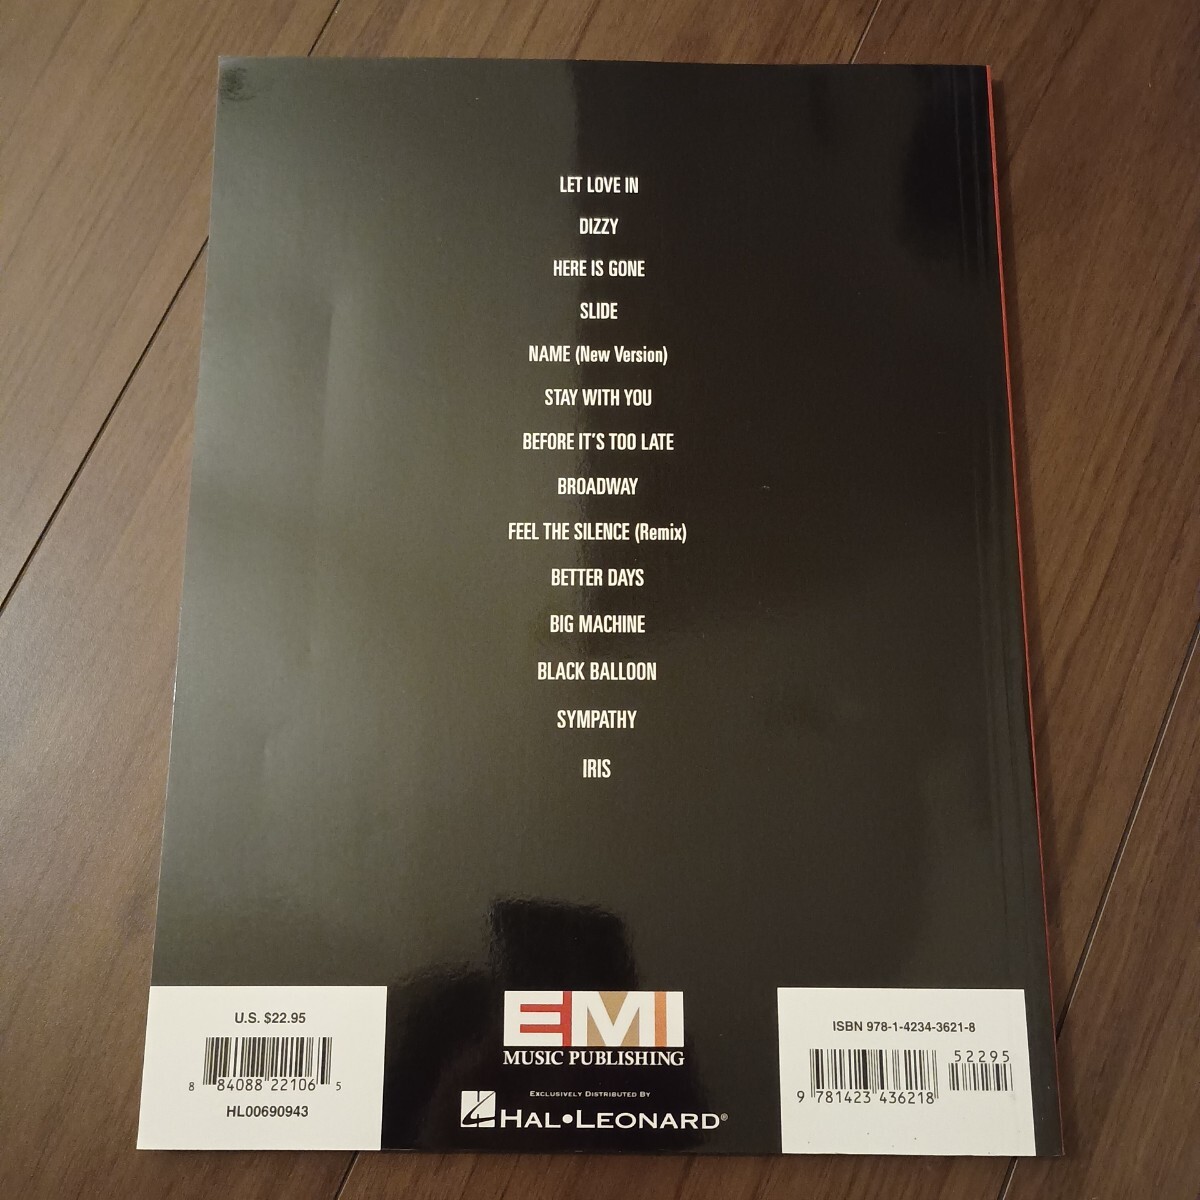 LET LOVE IN
DIZZY
HERE IS GONE
SLIDE
NAME (New Version)
STAY WITH YOU
BEFORE IT'S TOO LATE
BROADWAY
FEEL THE SILENCE (Remix)
BETTER DAYS
BIG MACHINE
BLACK BALLOON
SYMPATHY
IRIS
U.S. $22.95
8 84088 22106 5
HL00690943
EMI
MUSIC PUBLISHING
EXCLUSIVELY DISTRIBUTED BY
HAL•LEONARD®
ISBN 978-1-4234-3621-8
52295
9 781423 436218